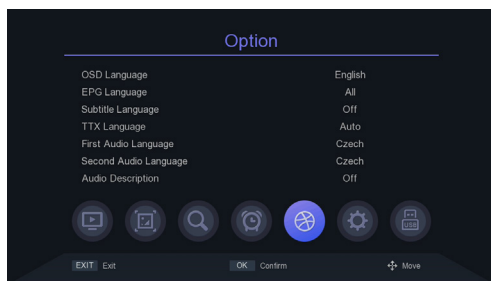 Option
OSD Language English
EPG Language All
Subtitle Language Off
TTX Language Auto
First Audio Language Czech
Second Audio Language Czech
Audio Description Off
USB
EXIT Exit OK Confirm Move